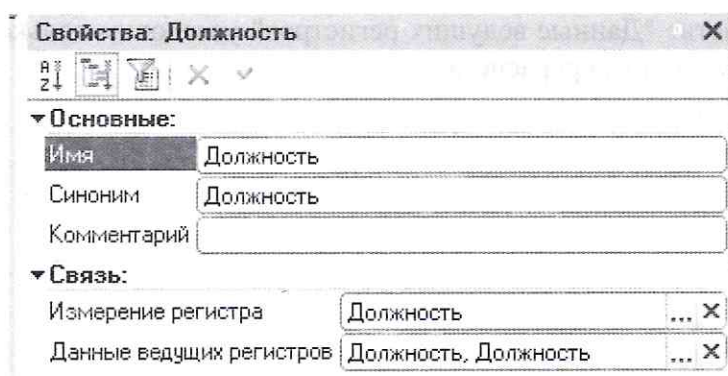 Свойства: Должность
Основные:
Имя Должность
Синоним Должность
Комментарий
Связь:
Измерение регистра Должность ...
Данные ведущих регистров Должность, Должность ...